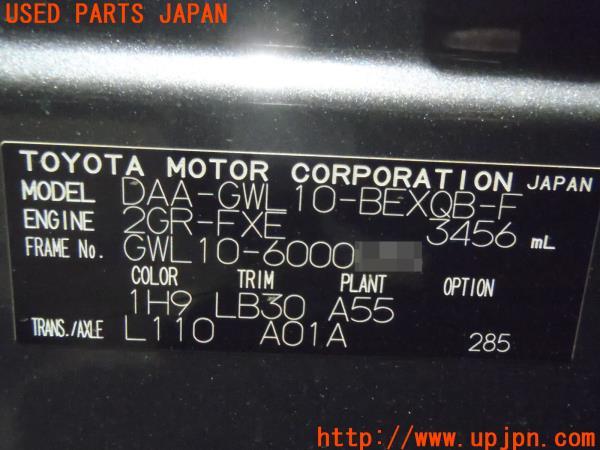 USED PARTS JAPAN
TOYOTA MOTOR CORPORATION JAPAN
MODEL DAA-GWL10-BEXQB-F
ENGINE 2GR-FXE 3456 mL
FRAME No. GWL10-6000
COLOR TRIM PLANT OPTION
1H9 LB30 A55
TRANS./AXLE L110 A01A 285
http://www.upjpn.com